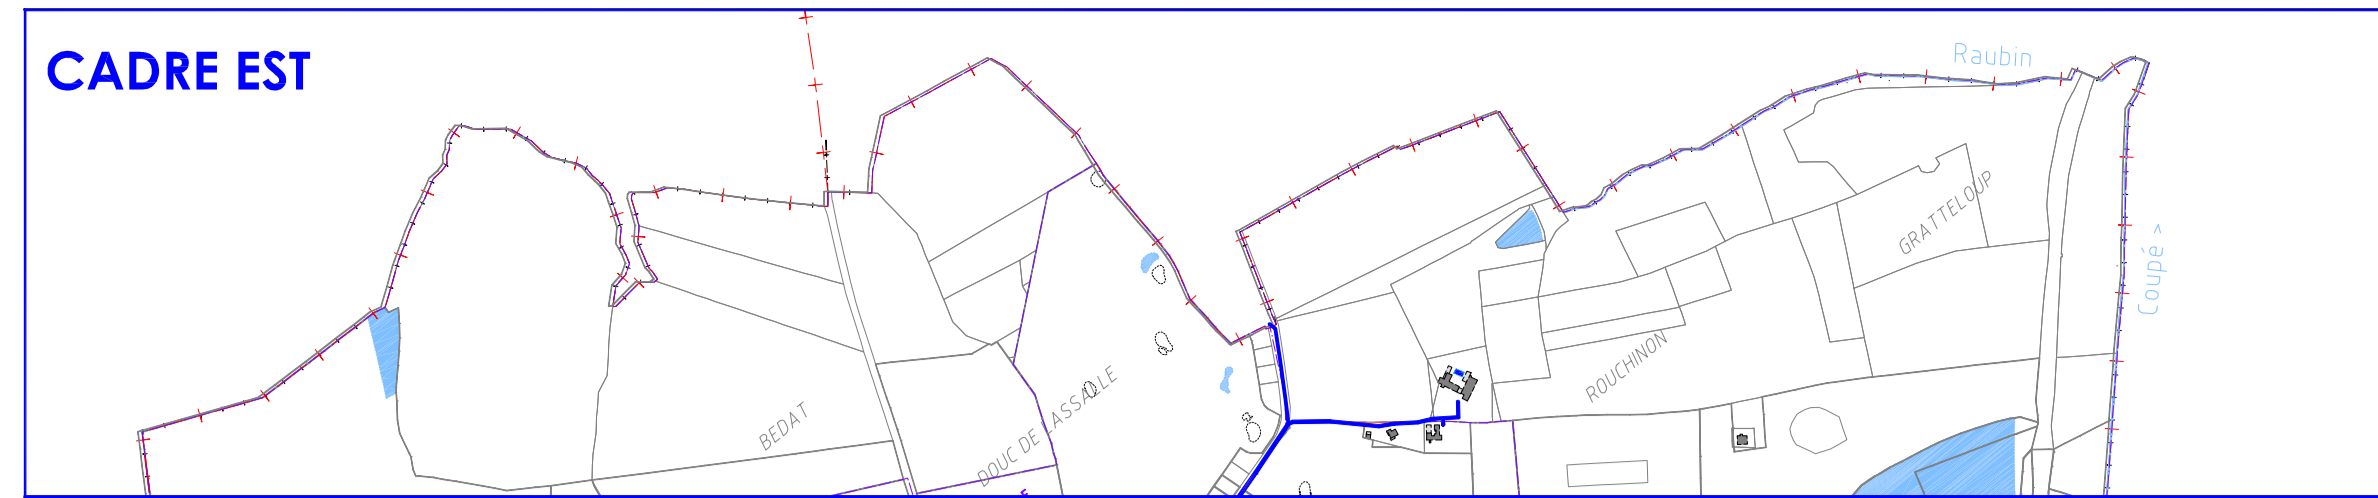 CADRE EST
Raubin
GRATTELOUP
Coupé >
ROUCHINON
BEDAT
DOUC DE LASSALLE